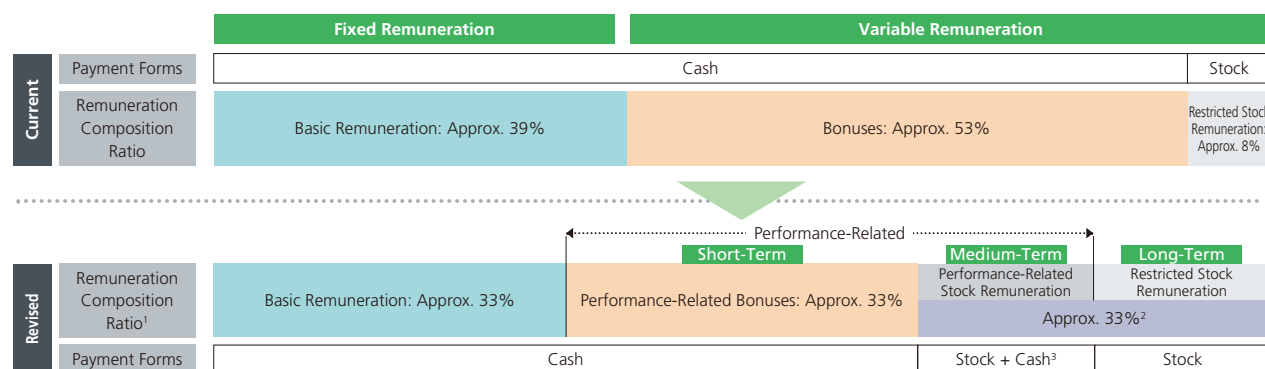 Fixed Remuneration
Variable Remuneration
Current
Payment Forms
Cash
Stock
Remuneration
Composition
Ratio
Basic Remuneration: Approx. 39%
Bonuses: Approx. 53%
Restricted Stock
Remuneration:
Approx. 8%
Performance-Related
Short-Term
Medium-Term
Long-Term
Revised
Remuneration
Composition
Ratio¹
Basic Remuneration: Approx. 33%
Performance-Related Bonuses: Approx. 33%
Performance-Related
Stock Remuneration
Restricted Stock
Remuneration
Approx. 33%²
Payment Forms
Cash
Stock + Cash³
Stock